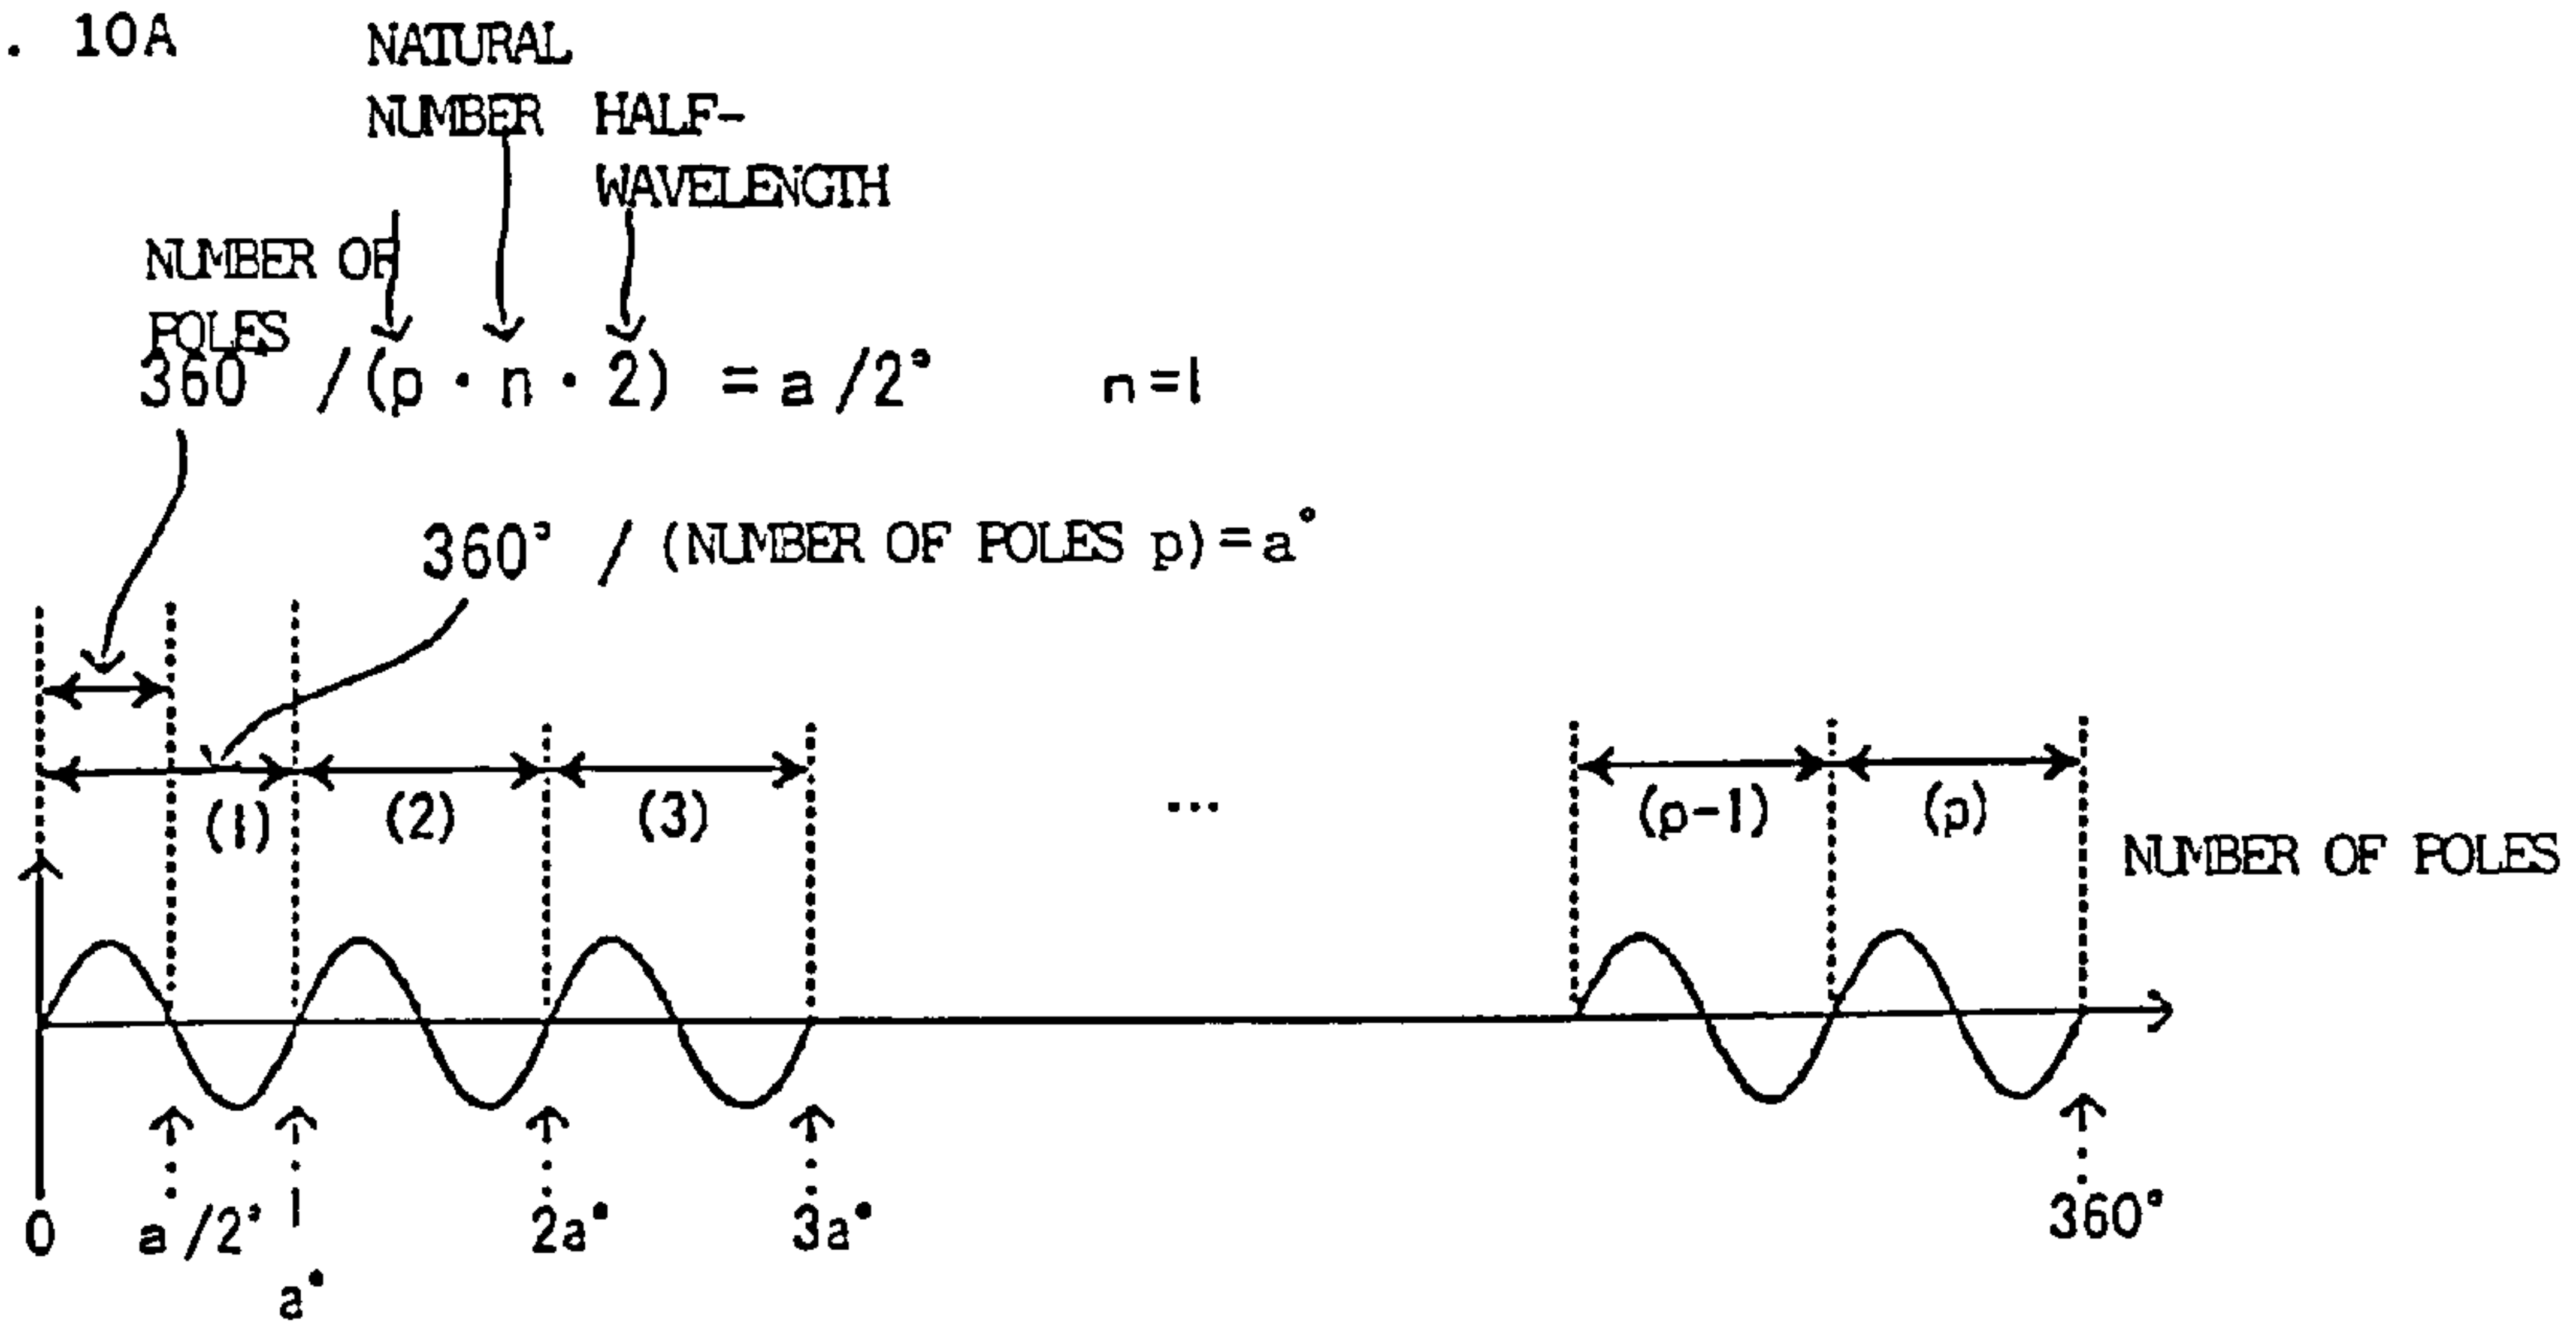 . 10A
NATURAL
NUMBER
HALF-
WAVELENGTH
NUMBER OF
POLES
360° /(p · n · 2) = a /2° n=1
360° / (NUMBER OF POLES p)=a°
(1) (2) (3) ... (p-1) (p)
NUMBER OF POLES
0 a /2° a° 2a° 3a° 360°